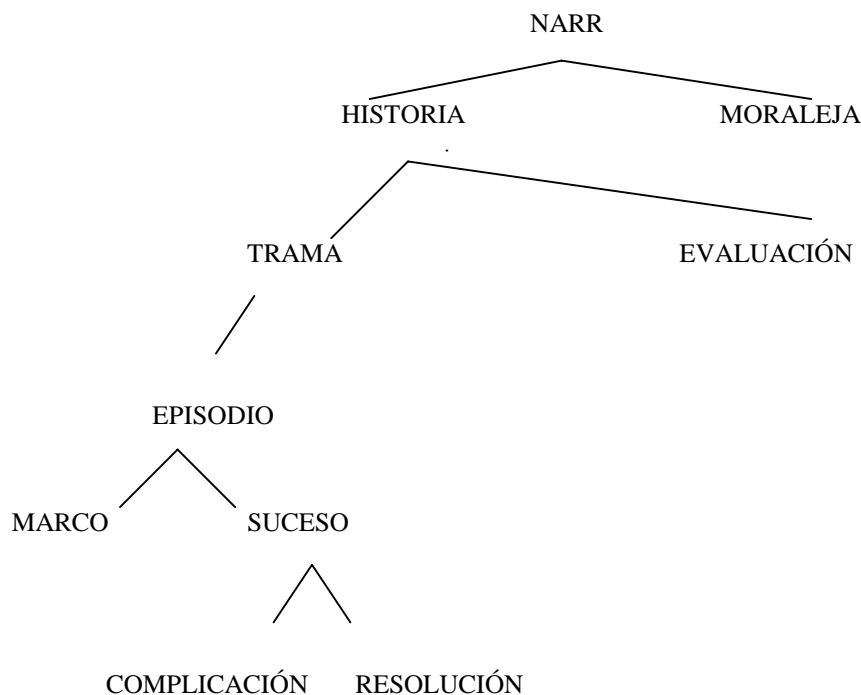 NARR
HISTORIA MORALEJA
TRAMA EVALUACIÓN
EPISODIO
MARCO SUCESO
COMPLICACIÓN RESOLUCIÓN